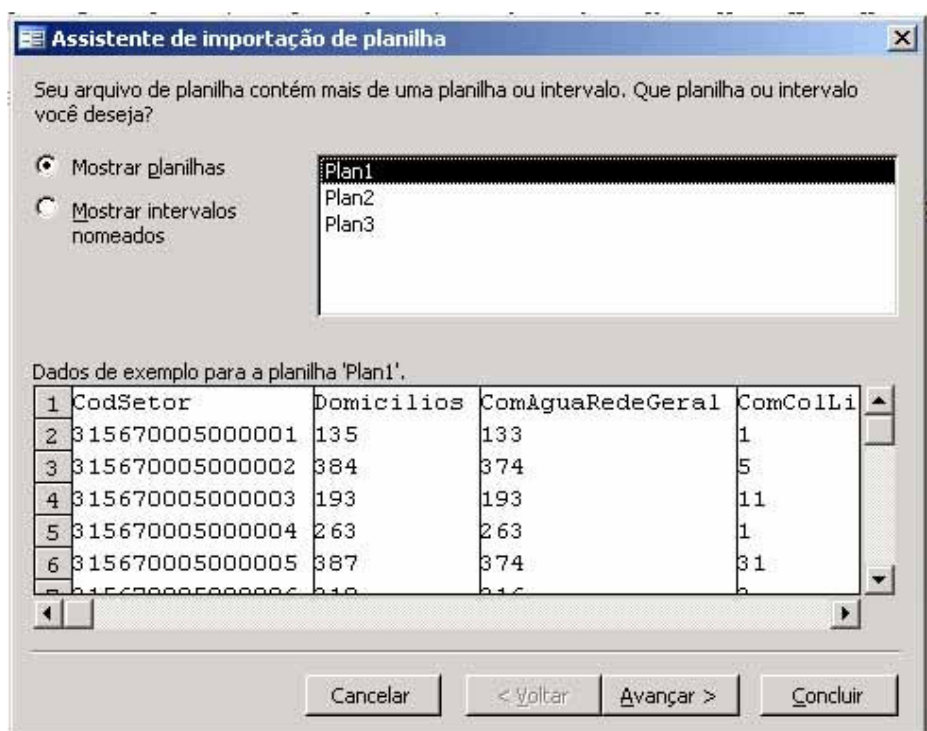 Assistente de importação de planilha
Seu arquivo de planilha contém mais de uma planilha ou intervalo. Que planilha ou intervalo
você deseja?
Mostrar planilhas
Mostrar intervalos
nomeados
Plan1
Plan2
Plan3
Dados de exemplo para a planilha 'Plan1'.
1 CodSetor Domicilios ComAguaRedeGeral ComColLi
2 315670005000001 135 133 1
3 315670005000002 384 374 5
4 315670005000003 193 193 11
5 315670005000004 263 263 1
6 315670005000005 387 374 31
Cancelar < Voltar Avançar > Concluir